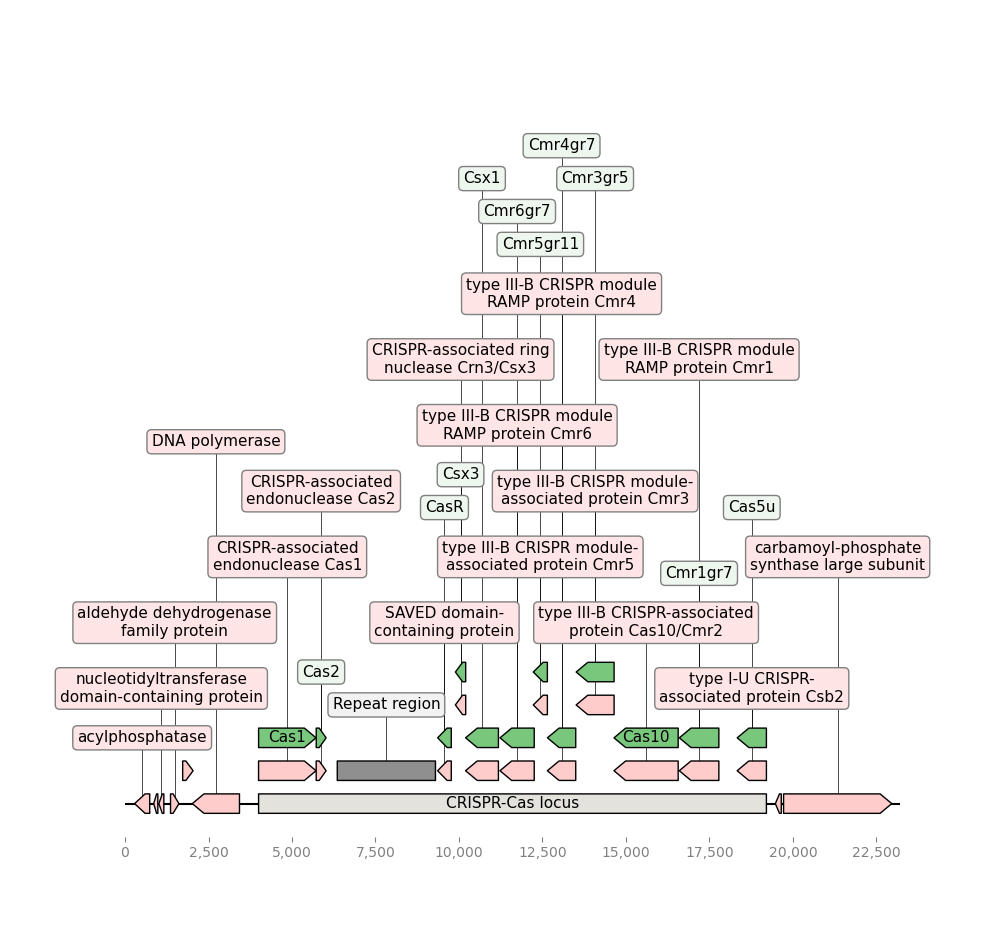 Cmr4gr7
Csx1
Cmr3gr5
Cmr6gr7
Cmr5gr11
type III-B CRISPR module
RAMP protein Cmr4
CRISPR-associated ring
nuclease Crn3/Csx3
type III-B CRISPR module
RAMP protein Cmr1
type III-B CRISPR module
RAMP protein Cmr6
DNA polymerase
Csx3
CRISPR-associated
endonuclease Cas2
type III-B CRISPR module-
associated protein Cmr3
CasR
Cas5u
CRISPR-associated
endonuclease Cas1
type III-B CRISPR module-
associated protein Cmr5
carbamoyl-phosphate
synthase large subunit
Cmr1gr7
aldehyde dehydrogenase
family protein
SAVED domain-
containing protein
type III-B CRISPR-associated
protein Cas10/Cmr2
Cas2
nucleotidyltransferase
domain-containing protein
type I-U CRISPR-
associated protein Csb2
Repeat region
acylphosphatase
Cas1
Cas10
CRISPR-Cas locus
0
2,500
5,000
7,500
10,000
12,500
15,000
17,500
20,000
22,500